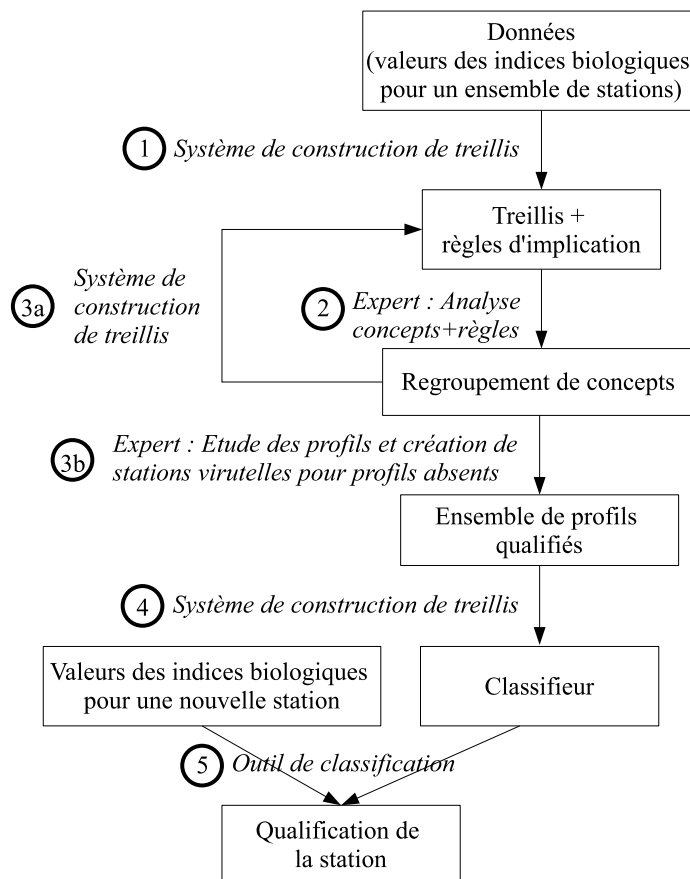 Données
(valeurs des indices biologiques
pour un ensemble de stations)
1 Système de construction de treillis
Treillis +
règles d'implication
3a Système de
construction
de treillis
2 Expert : Analyse
concepts+règles
Regroupement de concepts
3b Expert : Etude des profils et création de
stations virutelles pour profils absents
Ensemble de profils
qualifiés
4 Système de construction de treillis
Valeurs des indices biologiques
pour une nouvelle station
Classifieur
5 Outil de classification
Qualification de
la station